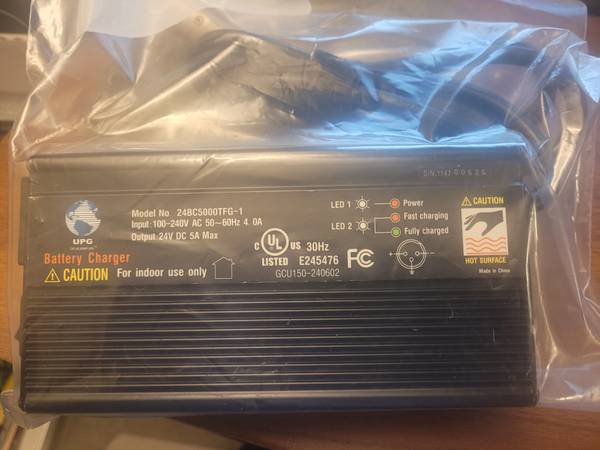 S/N.1147 00626
UPG
Model No 24BC5000TFG-1
Input:100-240V AC 50~60Hz 4.0A
Output 24V DC 5A Max
Battery Charger
CAUTION For indoor use only
C UL US 30Hz
LISTED E245476
GCU150-240602
FC
LED 1
LED 2
Power
Fast charging
Fully charged
CAUTION
HOT SURFACE
Made in China